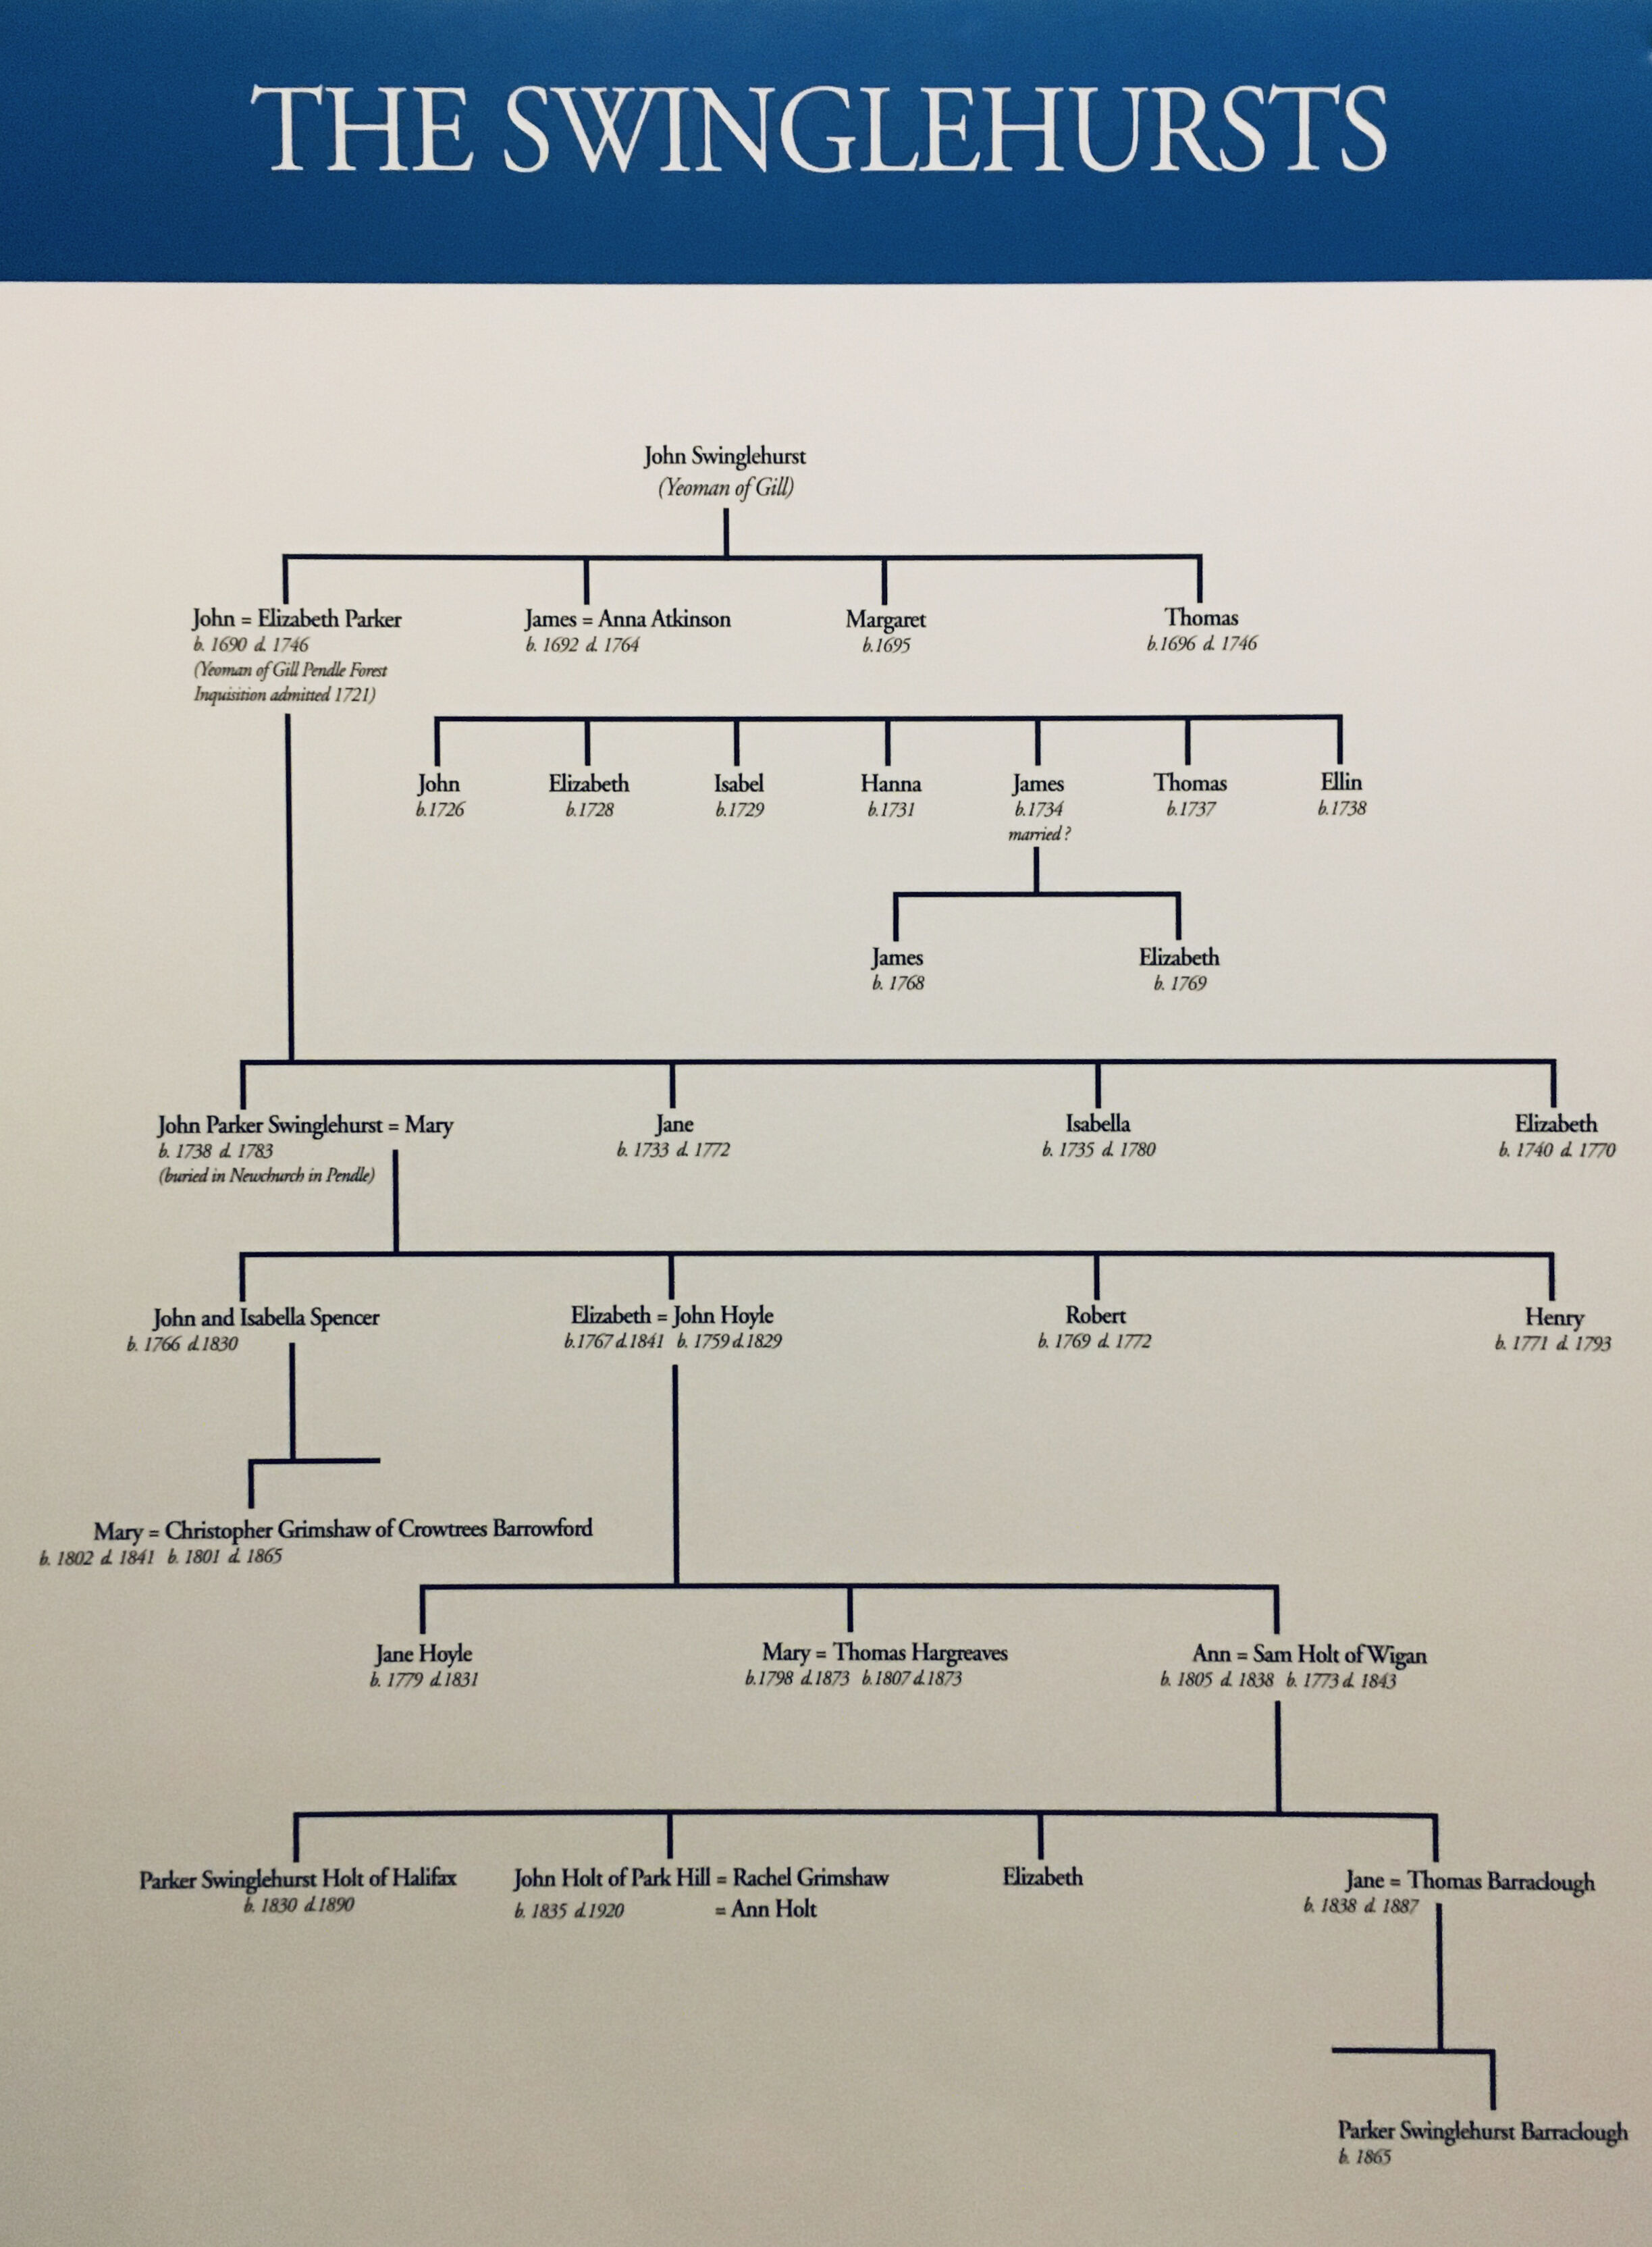 THE SWINGLEHURSTS
John Swinglehurst
(Yeoman of Gill)
John = Elizabeth Parker
b. 1690 d. 1746
(Yeoman of Gill Pendle Forest
Inquisition admitted 1721)
James = Anna Atkinson
b. 1692 d. 1764
Margaret
b.1695
Thomas
b.1696 d. 1746
John
b.1726
Elizabeth
b.1728
Isabel
b.1729
Hanna
b.1731
James
b.1734
married ?
Thomas
b.1737
Ellin
b.1738
James
b. 1768
Elizabeth
b. 1769
John Parker Swinglehurst = Mary
b. 1738 d. 1783
(buried in Newchurch in Pendle)
Jane
b. 1733 d. 1772
Isabella
b. 1735 d. 1780
Elizabeth
b. 1740 d. 1770
John and Isabella Spencer
b. 1766 d.1830
Elizabeth = John Hoyle
b.1767 d.1841 b. 1759 d.1829
Robert
b. 1769 d. 1772
Henry
b. 1771 d. 1793
Mary = Christopher Grimshaw of Crowtrees Barrowford
b. 1802 d. 1841 b. 1801 d. 1865
Jane Hoyle
b. 1779 d.1831
Mary = Thomas Hargreaves
b.1798 d.1873 b.1807 d.1873
Ann = Sam Holt of Wigan
b. 1805 d. 1838 b. 1773 d. 1843
Parker Swinglehurst Holt of Halifax
b. 1830 d.1890
John Holt of Park Hill = Rachel Grimshaw
b. 1835 d.1920 = Ann Holt
Elizabeth
Jane = Thomas Barraclough
b. 1838 d. 1887
Parker Swinglehurst Barraclough
b. 1865